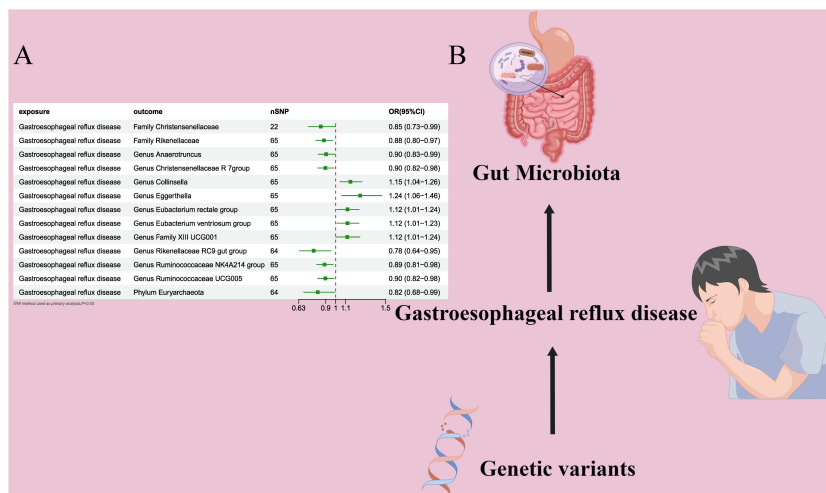 A
B
exposure outcome nSNP OR(95%CI)
Gastroesophageal reflux disease Family Christensenellaceae 22 0.85 (0.73−0.99)
Gastroesophageal reflux disease Family Rikenellaceae 65 0.88 (0.80−0.97)
Gastroesophageal reflux disease Genus Anaerotruncus 65 0.90 (0.83−0.99)
Gastroesophageal reflux disease Genus Christensenellaceae R 7group 65 0.90 (0.82−0.98)
Gastroesophageal reflux disease Genus Collinsella 65 1.15 (1.04−1.26)
Gastroesophageal reflux disease Genus Eggerthella 65 1.24 (1.06−1.46)
Gastroesophageal reflux disease Genus Eubacterium rectale group 65 1.12 (1.01−1.24)
Gastroesophageal reflux disease Genus Eubacterium ventriosum group 65 1.12 (1.01−1.23)
Gastroesophageal reflux disease Genus Family XIII UCG001 65 1.12 (1.01−1.24)
Gastroesophageal reflux disease Genus Rikenellaceae RC9 gut group 64 0.78 (0.64−0.95)
Gastroesophageal reflux disease Genus Ruminococcaceae NK4A214 group 65 0.89 (0.81−0.98)
Gastroesophageal reflux disease Genus Ruminococcaceae UCG005 65 0.90 (0.82−0.98)
Gastroesophageal reflux disease Phylum Euryarchaeota 64 0.82 (0.68−0.99)
IVW method used as primary analysis,P<0.05
0.63 0.9 1 1.1 1.5
Gut Microbiota
Gastroesophageal reflux disease
Genetic variants